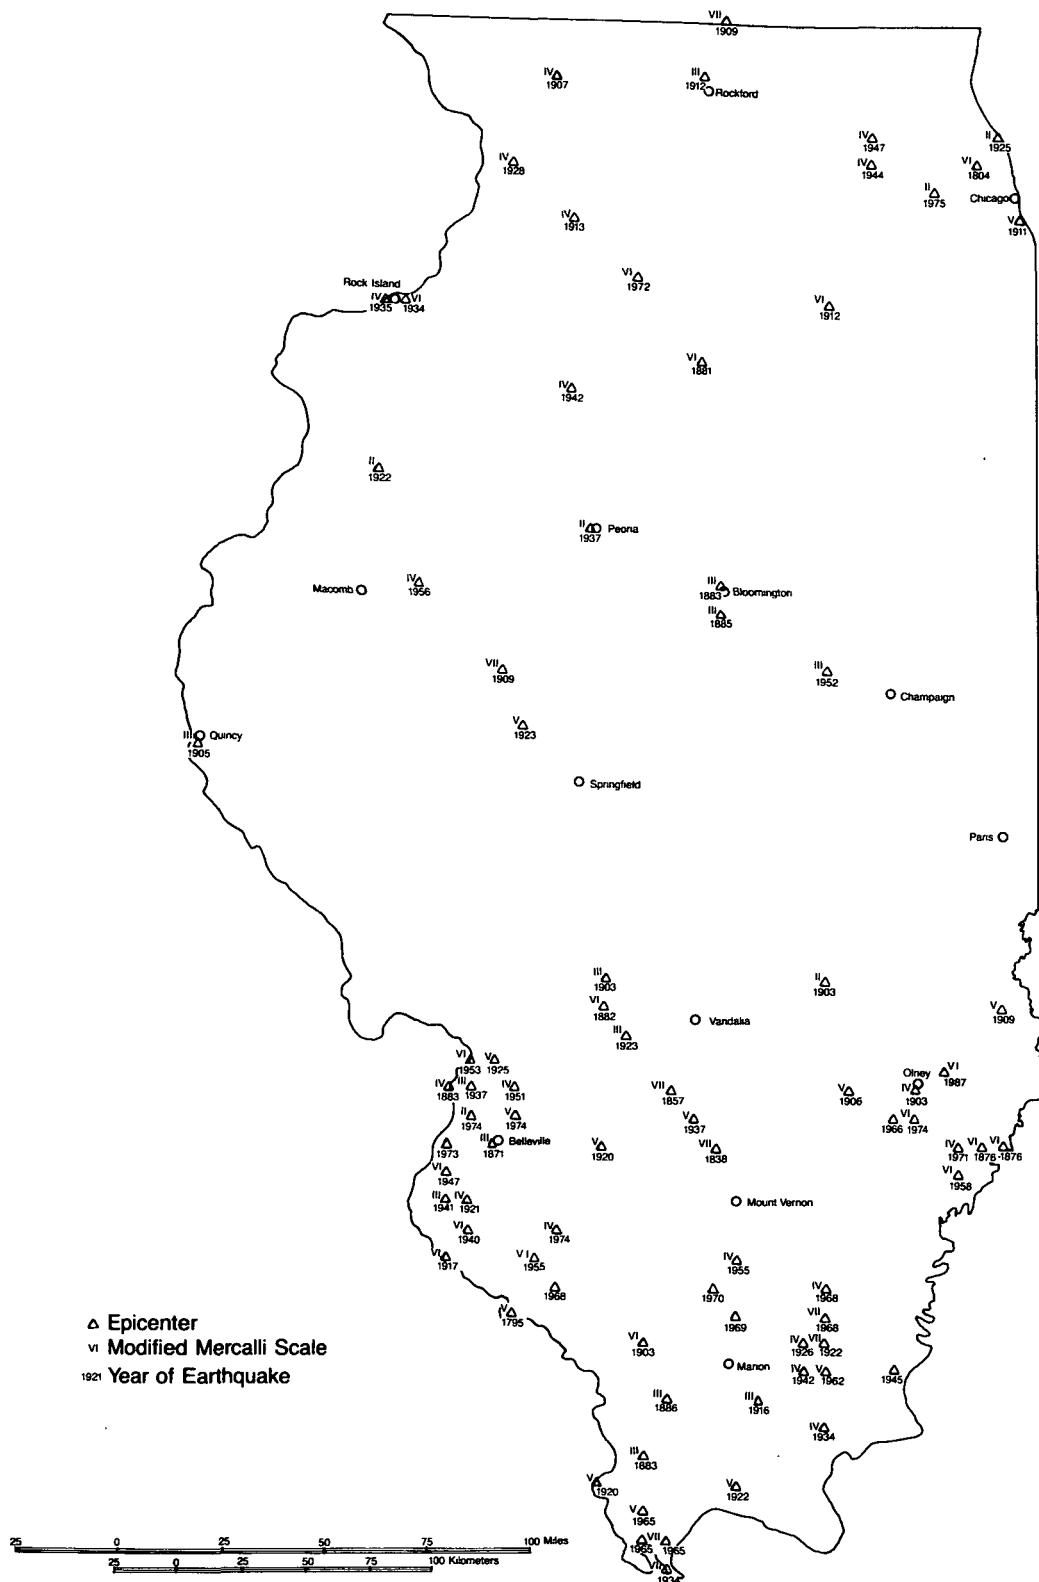 VII
1909
IV
1907
III
1912
Rockford
IV
1947
II
1925
IV
1928
IV
1944
VI
1804
II
1975
Chicago
IV
1913
V
1911
VI
1972
Rock Island
IV
1935
VI
1934
VI
1912
VI
1881
IV
1942
II
1922
II
1937
Peoria
Macomb
IV
1956
III
1883
Bloomington
III
1885
VII
1909
III
1952
Champaign
V
1923
III
Quincy
1905
Springfield
Paris
III
1903
II
1903
VI
1882
V
1909
Vandalia
III
1923
VI
1953
V
1925
VI
1987
Olney
IV
1883
III
1937
IV
1951
VII
1857
V
1906
IV
1903
II
1974
V
1974
V
1937
1966
VI
1974
1973
III
1871
Belleville
V
1920
VII
1838
IV
1971
VI
1876
VI
1876
VI
1947
VI
1958
III
1941
IV
1921
Mount Vernon
VI
1940
IV
1974
VI
1917
VI
1955
IV
1955
1968
1970
IV
1968
V
1795
1969
VII
1968
Epicenter
VI Modified Mercalli Scale
1921 Year of Earthquake
VI
1903
IV
1926
VII
1922
Marion
IV
1942
V
1962
1945
III
1886
III
1916
IV
1934
III
1883
V
1920
V
1922
V
1965
1965
VII
1965
VII
1934
25 0 25 50 75 100 Miles
25 0 25 50 75 100 Kilometers